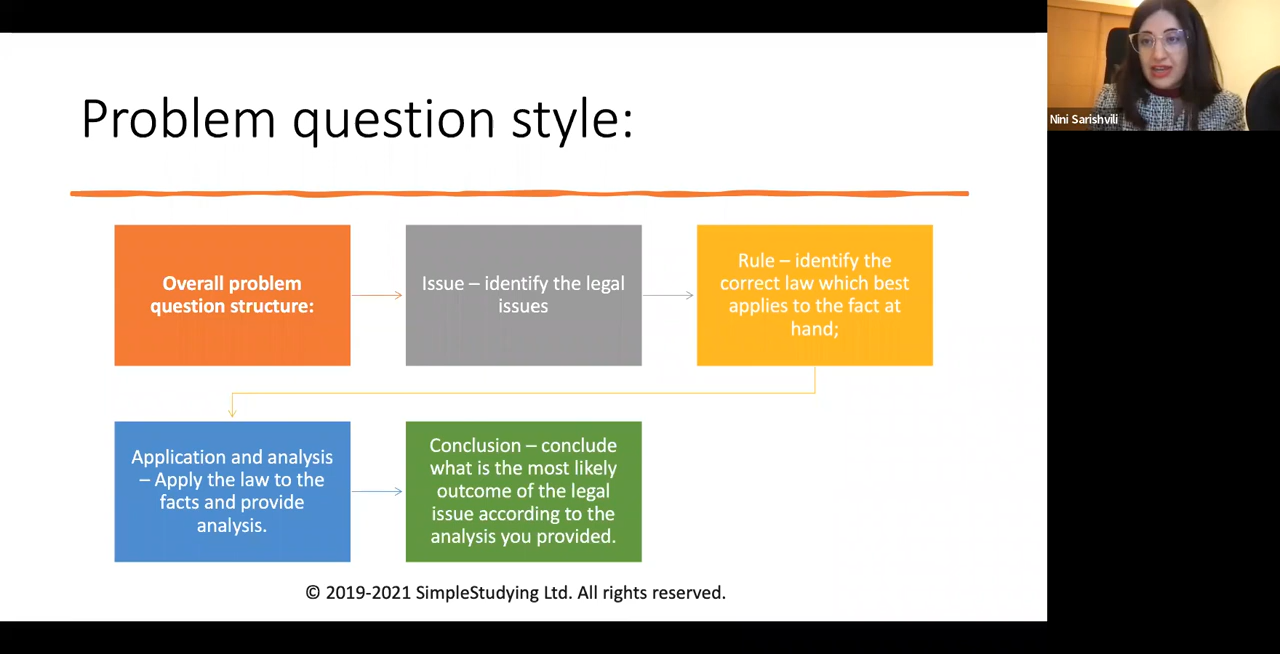 Problem question style:
Nini Sarishvili
Overall problem
question structure:
Issue – identify the legal
issues
Rule – identify the
correct law which best
applies to the fact at
hand;
Application and analysis
– Apply the law to the
facts and provide
analysis.
Conclusion – conclude
what is the most likely
outcome of the legal
issue according to the
analysis you provided.
© 2019-2021 SimpleStudying Ltd. All rights reserved.